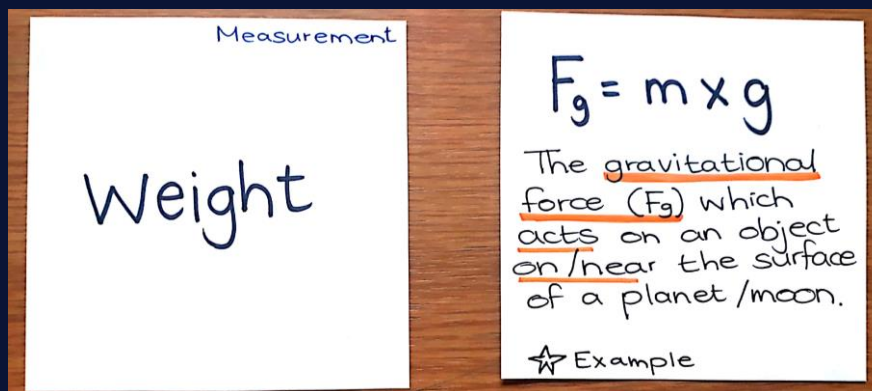 Measurement
Weight
Fg = m x g
The gravitational
force (Fg) which
acts on an object
on/near the surface
of a planet/moon.
☆ Example